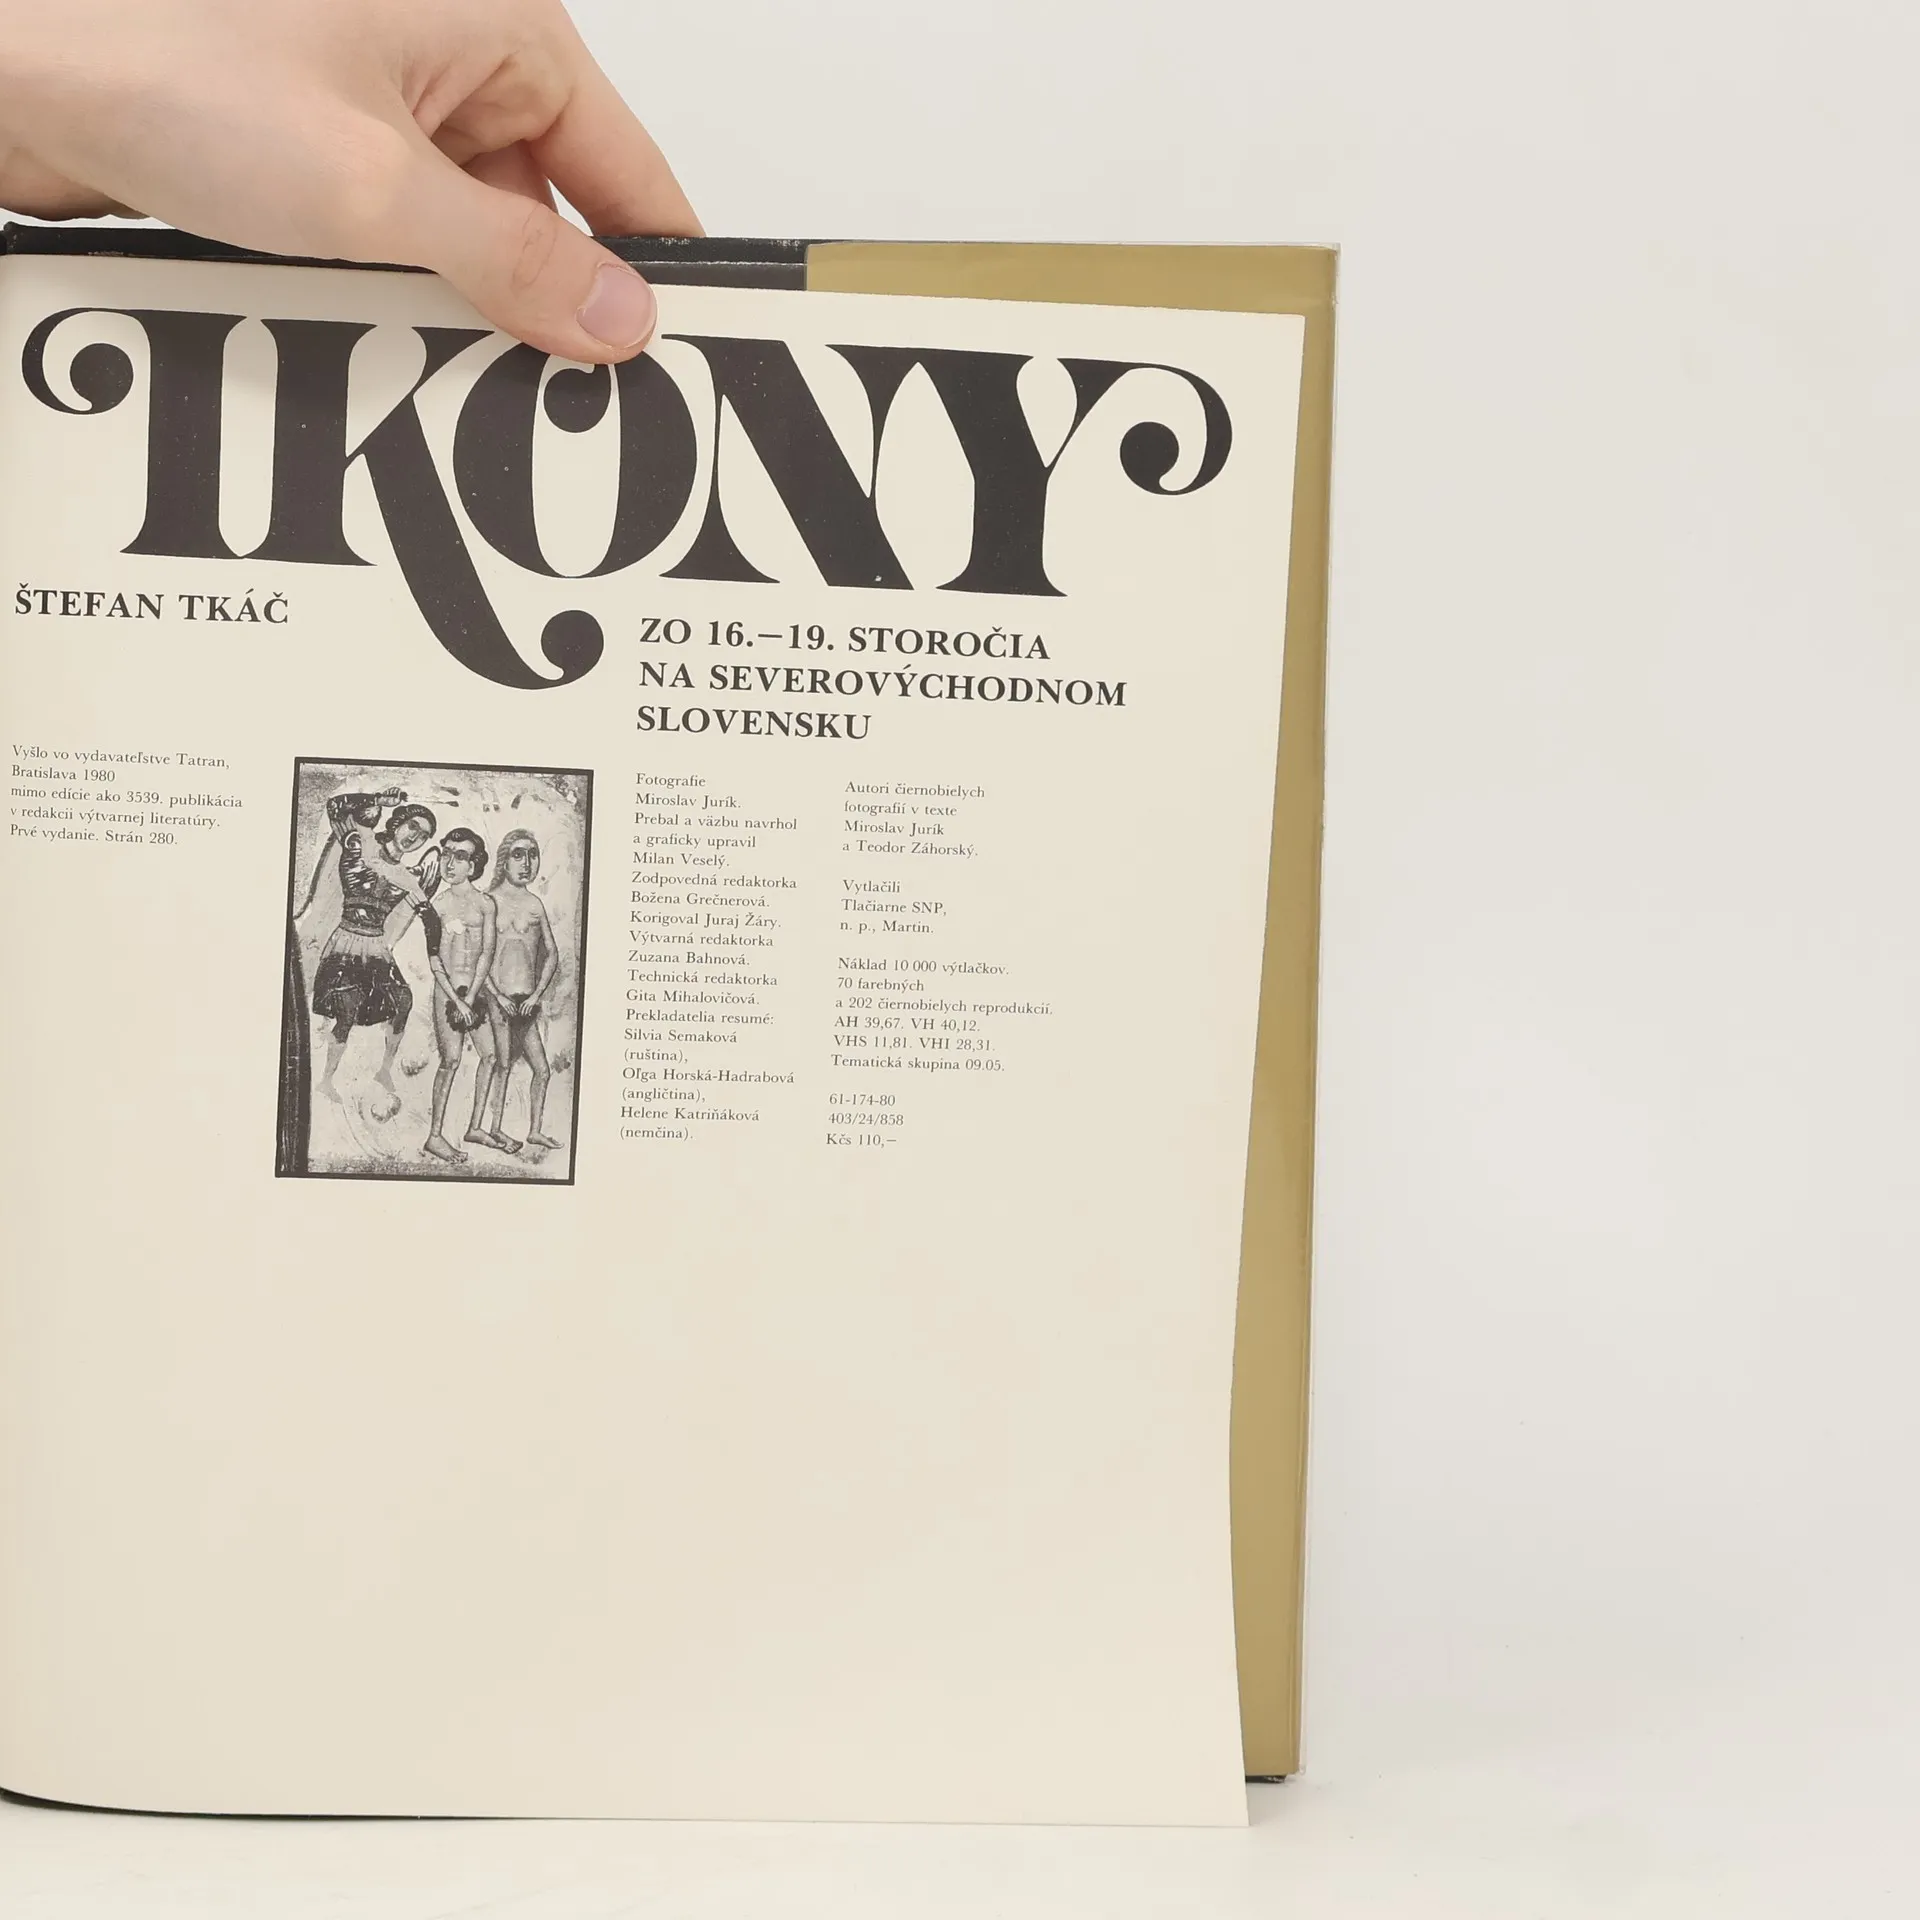 IKONY
ŠTEFAN TKÁČ
ZO 16.—19. STOROČIA
NA SEVEROVÝCHODNOM
SLOVENSKU
Vyšlo vo vydavateľstve Tatran,
Bratislava 1980
mimo edície ako 3539. publikácia
v redakcii výtvarnej literatúry.
Prvé vydanie. Strán 280.
Fotografie
Miroslav Jurík.
Prebal a väzbu navrhol
a graficky upravil
Milan Veselý.
Zodpovedná redaktorka
Božena Grečnerová.
Korigoval Juraj Žáry.
Výtvarná redaktorka
Zuzana Bahnová.
Technická redaktorka
Gita Mihalovičová.
Prekladatelia resumé:
Silvia Semaková
(ruština),
Oľga Horská-Hadrabová
(angličtina),
Helene Katriňáková
(nemčina).
Autori čiernobielych
fotografií v texte
Miroslav Jurík
a Teodor Záhorský.
Vytlačili
Tlačiarne SNP,
n. p., Martin.
Náklad 10 000 výtlačkov.
70 farebných
a 202 čiernobielych reprodukcií.
AH 39,67. VH 40,12.
VHS 11,81. VHI 28,31.
Tematická skupina 09.05.
61-174-80
403/24/858
Kčs 110,—